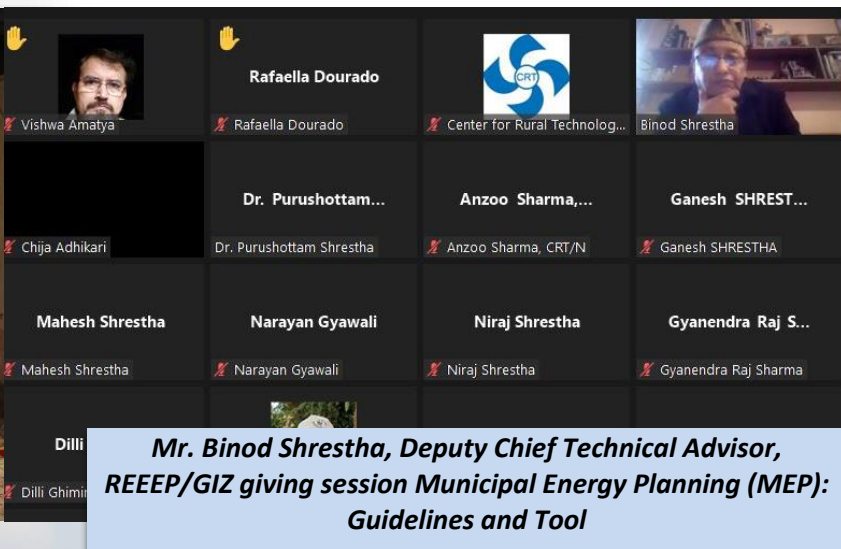 Rafaella Dourado
CRT
Vishwa Amatya
Rafaella Dourado
Center for Rural Technolog...
Binod Shrestha
Dr. Purushottam...
Anzoo Sharma,...
Ganesh SHREST...
Chija Adhikari
Dr. Purushottam Shrestha
Anzoo Sharma, CRT/N
Ganesh SHRESTHA
Mahesh Shrestha
Narayan Gyawali
Niraj Shrestha
Gyanendra Raj S...
Mahesh Shrestha
Narayan Gyawali
Niraj Shrestha
Gyanendra Raj Sharma
Dilli
Dilli
Mr. Binod Shrestha, Deputy Chief Technical Advisor,
REEEP/GIZ giving session Municipal Energy Planning (MEP):
Guidelines and Tool